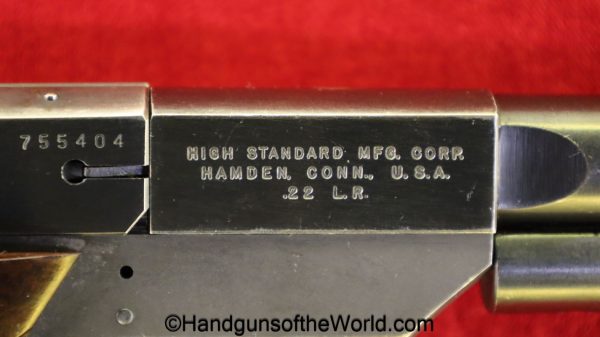 755404
HIGH STANDARD MFG. CORP.
HAMDEN, CONN., U.S.A.
.22 L.R.
©HandgunsoftheWorld.com